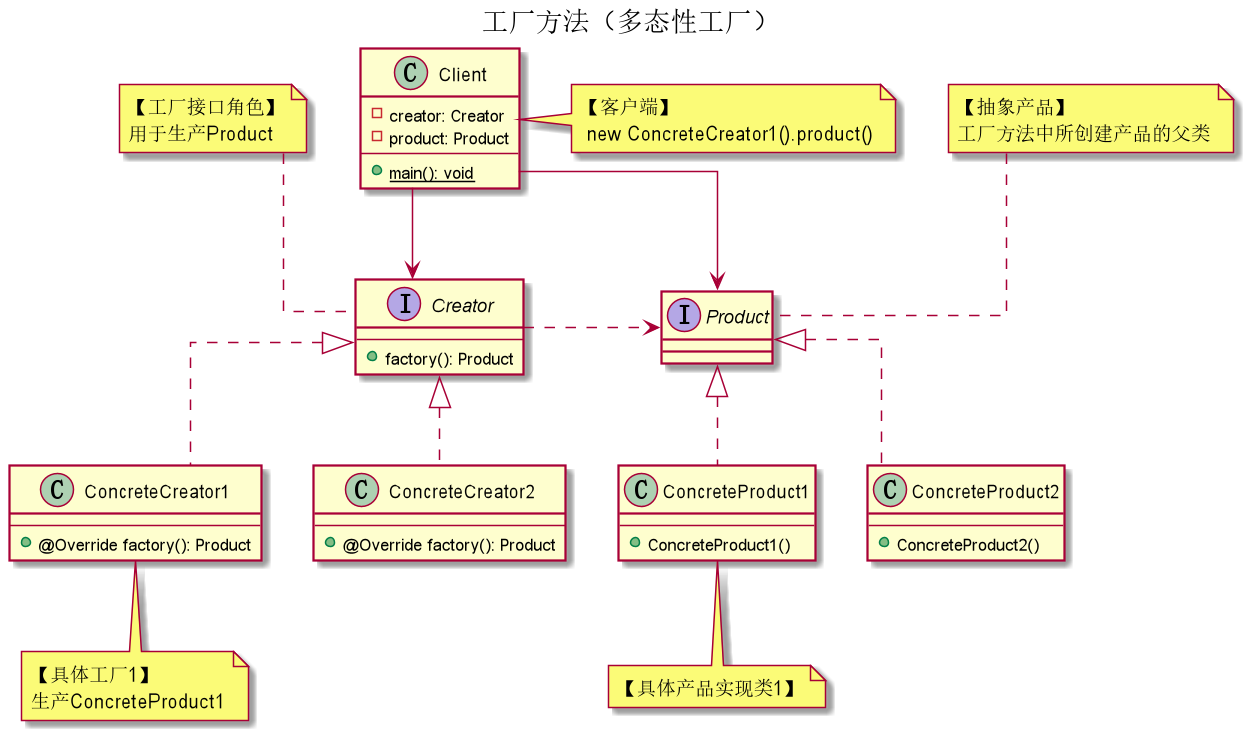 工厂方法（多态性工厂）
C Client
creator: Creator
product: Product
main(): void
【工厂接口角色】
用于生产Product
【客户端】
new ConcreteCreator1().product()
【抽象产品】
工厂方法中所创建产品的父类
I Creator
factory(): Product
I Product
C ConcreteCreator1
@Override factory(): Product
C ConcreteCreator2
@Override factory(): Product
C ConcreteProduct1
ConcreteProduct1()
C ConcreteProduct2
ConcreteProduct2()
【具体工厂1】
生产ConcreteProduct1
【具体产品实现类1】